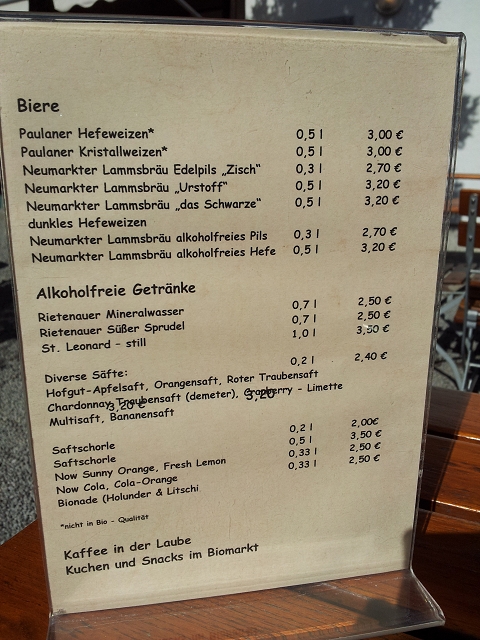 Biere
Paulaner Hefeweizen* 0,5 l 3,00 €
Paulaner Kristallweizen* 0,5 l 3,00 €
Neumarkter Lammsbräu Edelpils „Zisch“ 0,3 l 2,70 €
Neumarkter Lammsbräu „Urstoff“ 0,5 l 3,20 €
Neumarkter Lammsbräu „das Schwarze“ 0,5 l 3,20 €
dunkles Hefeweizen
Neumarkter Lammsbräu alkoholfreies Pils 0,3 l 2,70 €
Neumarkter Lammsbräu alkoholfreies Hefe 0,5 l 3,20 €
Alkoholfreie Getränke
Rietenauer Mineralwasser 0,7 l 2,50 €
Rietenauer Süßer Sprudel 0,7 l 2,50 €
St. Leonard - still 1,0 l 3,50 €
Diverse Säfte: 0,2 l 2,40 €
Hofgut-Apfelsaft, Orangensaft, Roter Traubensaft
Chardonnay Traubensaft (demeter), Cranberry - Limette
3,20 € 3,20
Multisaft, Bananensaft
Saftschorle 0,2 l 2,00€
Saftschorle 0,5 l 3,50 €
Now Sunny Orange, Fresh Lemon 0,33 l 2,50 €
Now Cola, Cola-Orange 0,33 l 2,50 €
Bionade (Holunder & Litschi
*nicht in Bio - Qualität
Kaffee in der Laube
Kuchen und Snacks im Biomarkt